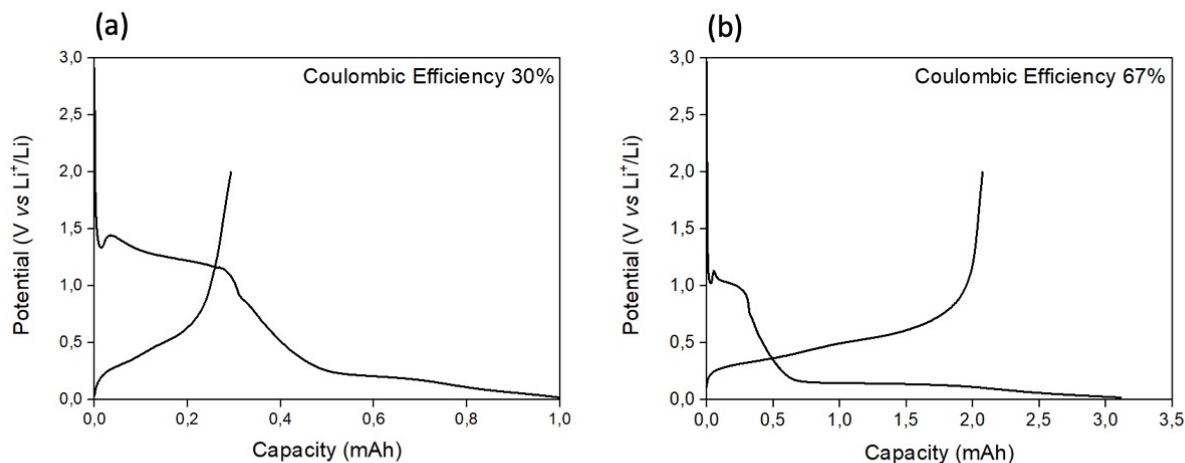 (a)
Coulombic Efficiency 30%
3,0
2,5
2,0
1,5
1,0
0,5
0,0
Potential (V vs Li⁺/Li)
0,0 0,2 0,4 0,6 0,8 1,0
Capacity (mAh)
(b)
Coulombic Efficiency 67%
3,0
2,5
2,0
1,5
1,0
0,5
0,0
Potential (V vs Li⁺/Li)
0,0 0,5 1,0 1,5 2,0 2,5 3,0 3,5
Capacity (mAh)